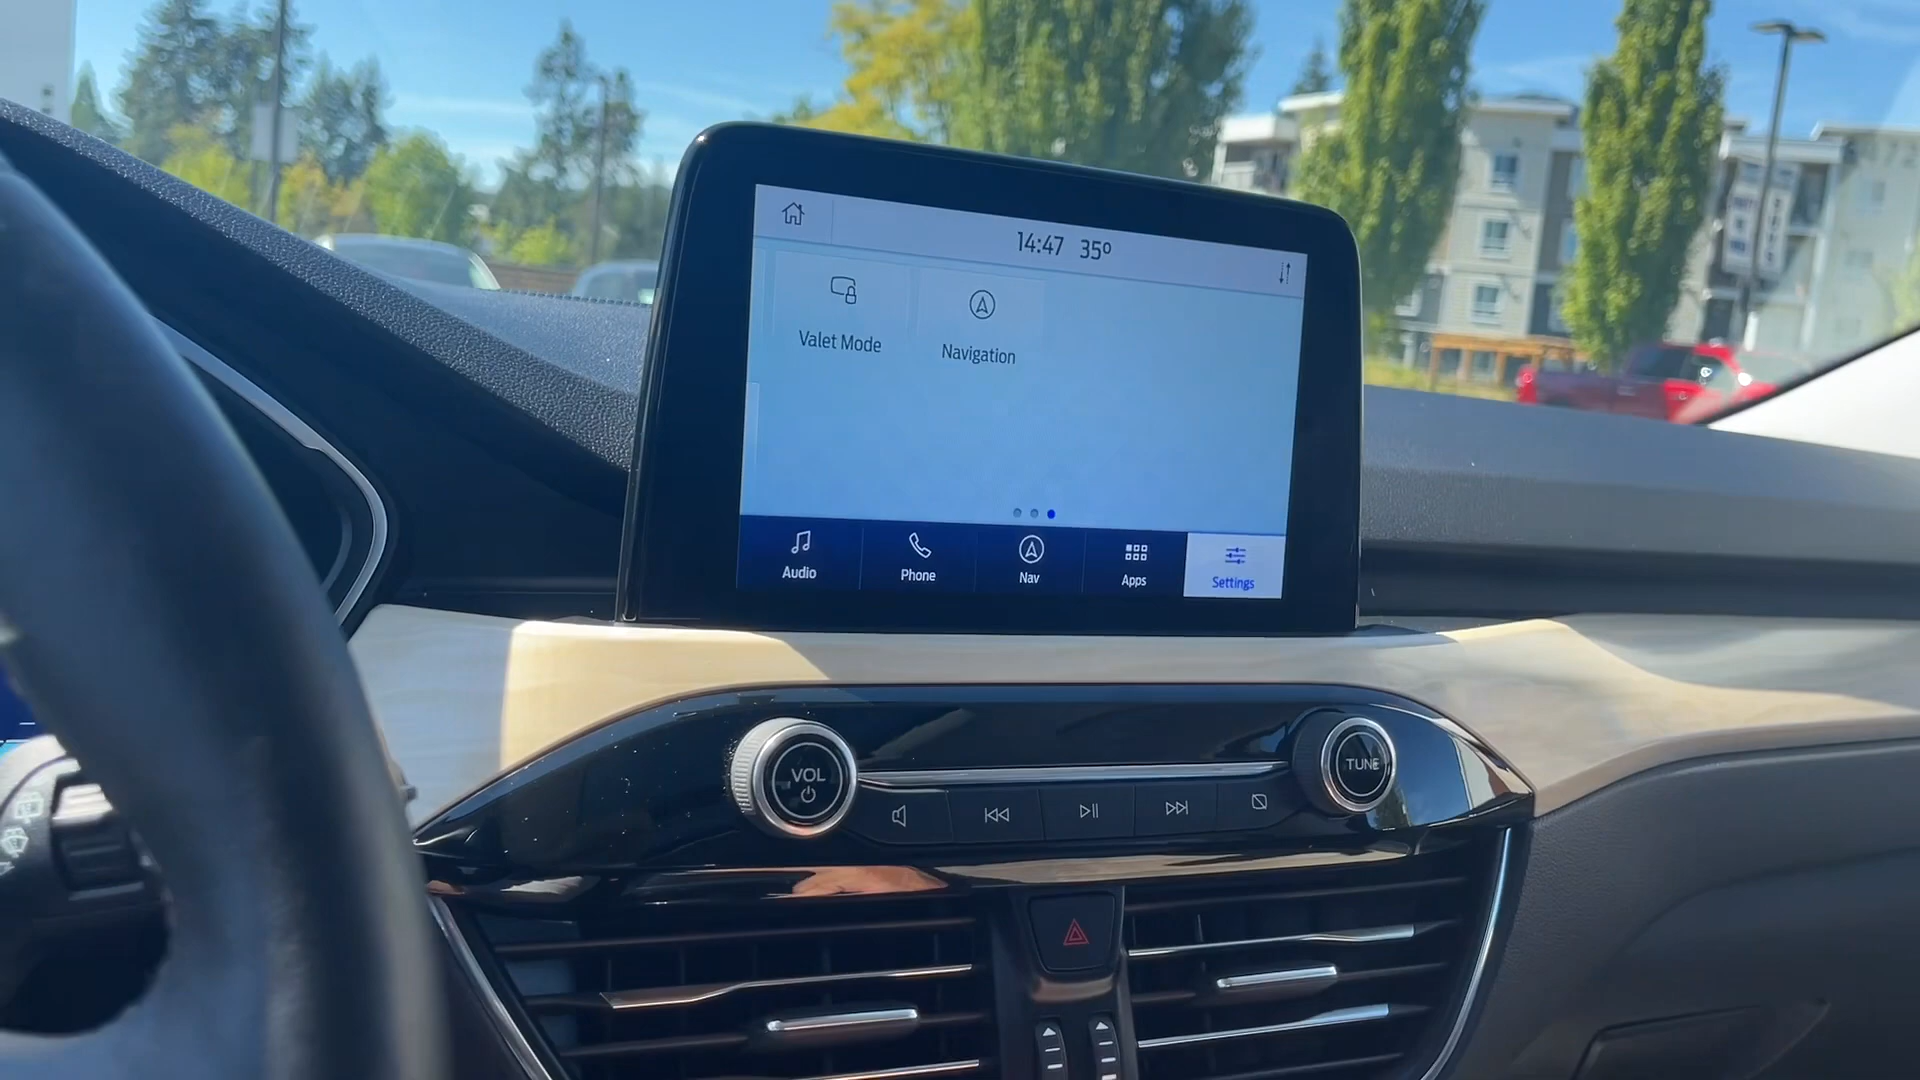 14:47 35°
Valet Mode
Navigation
Audio
Phone
Nav
Apps
Settings
VOL
TUNE